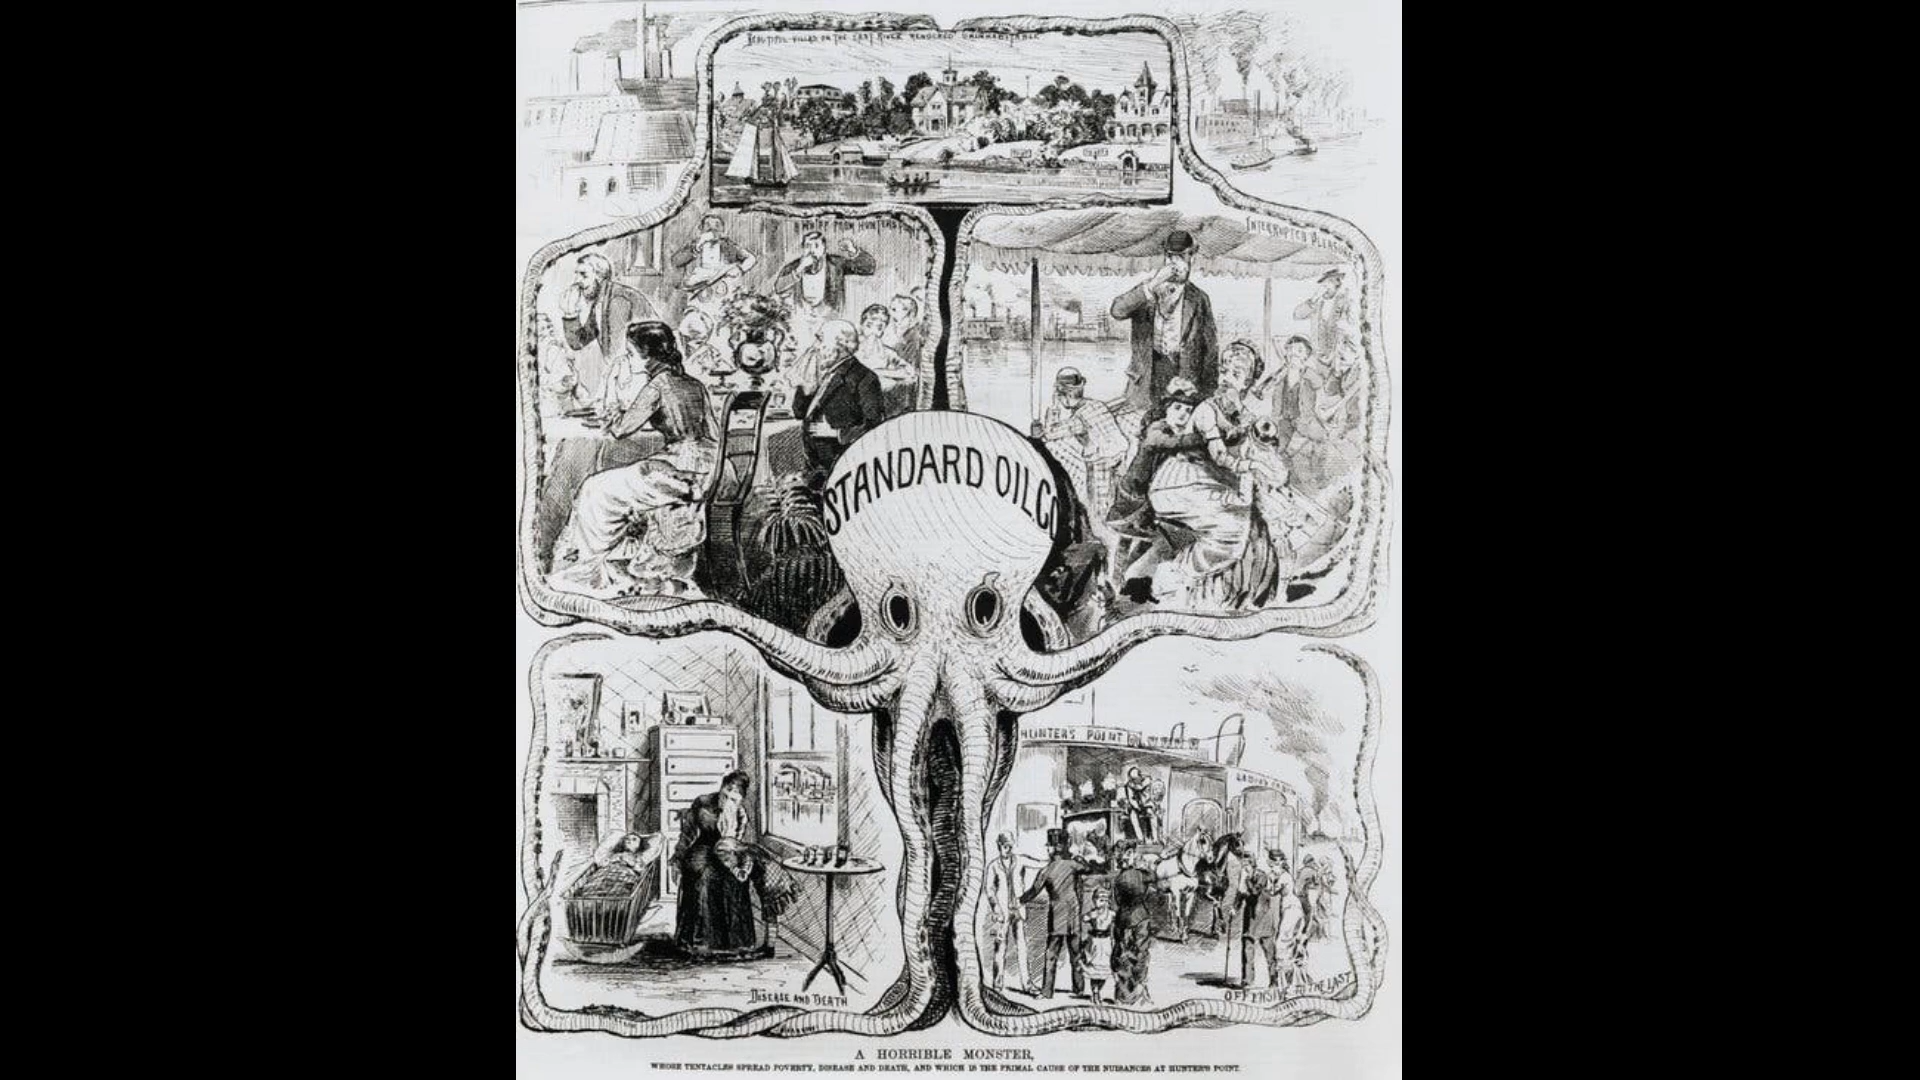 BEAUTIFUL VILLAS ON THE EAST RIVER RENDERED UNINHABITABLE
A WHIFF FROM HUNTERS POINT
INTERRUPTED
STANDARD OIL CO
HUNTER'S POINT
DISEASE AND DEATH
OFFENSIVE TO THE LAST
A HORRIBLE MONSTER,
WHOSE TENTACLES SPREAD POVERTY, DISEASE AND DEATH, AND WHICH IS THE PRIMAL CAUSE OF THE NUISANCES AT HUNTER'S POINT.